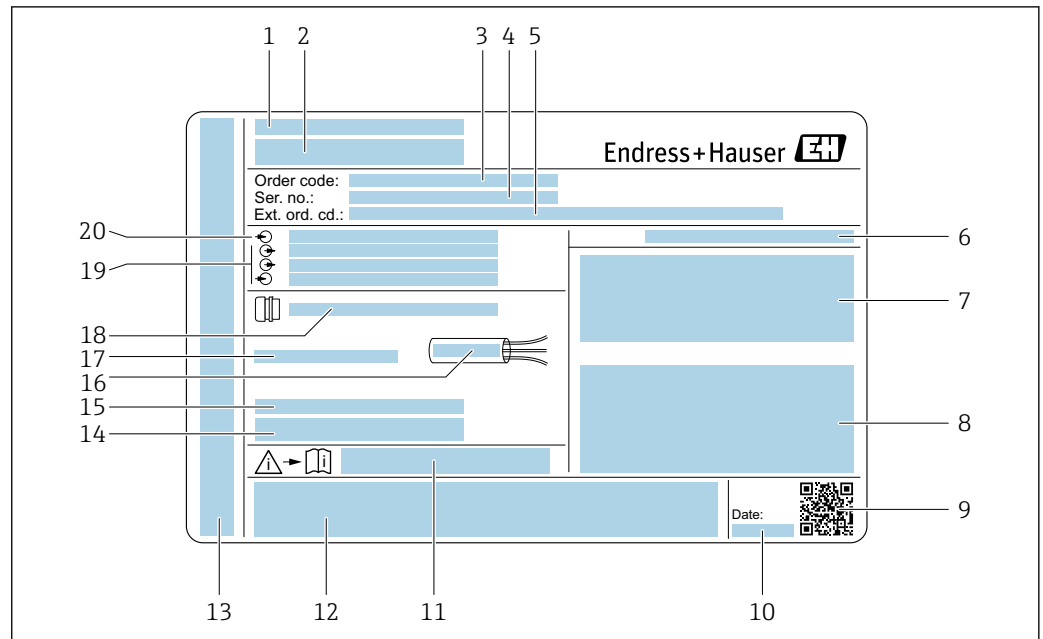 1 2 3 4 5
Endress+Hauser EH
Order code:
Ser. no.:
Ext. ord. cd.:
20
6
19
7
18
17
16
15
14
8
i i
Date:
9
13 12 11 10